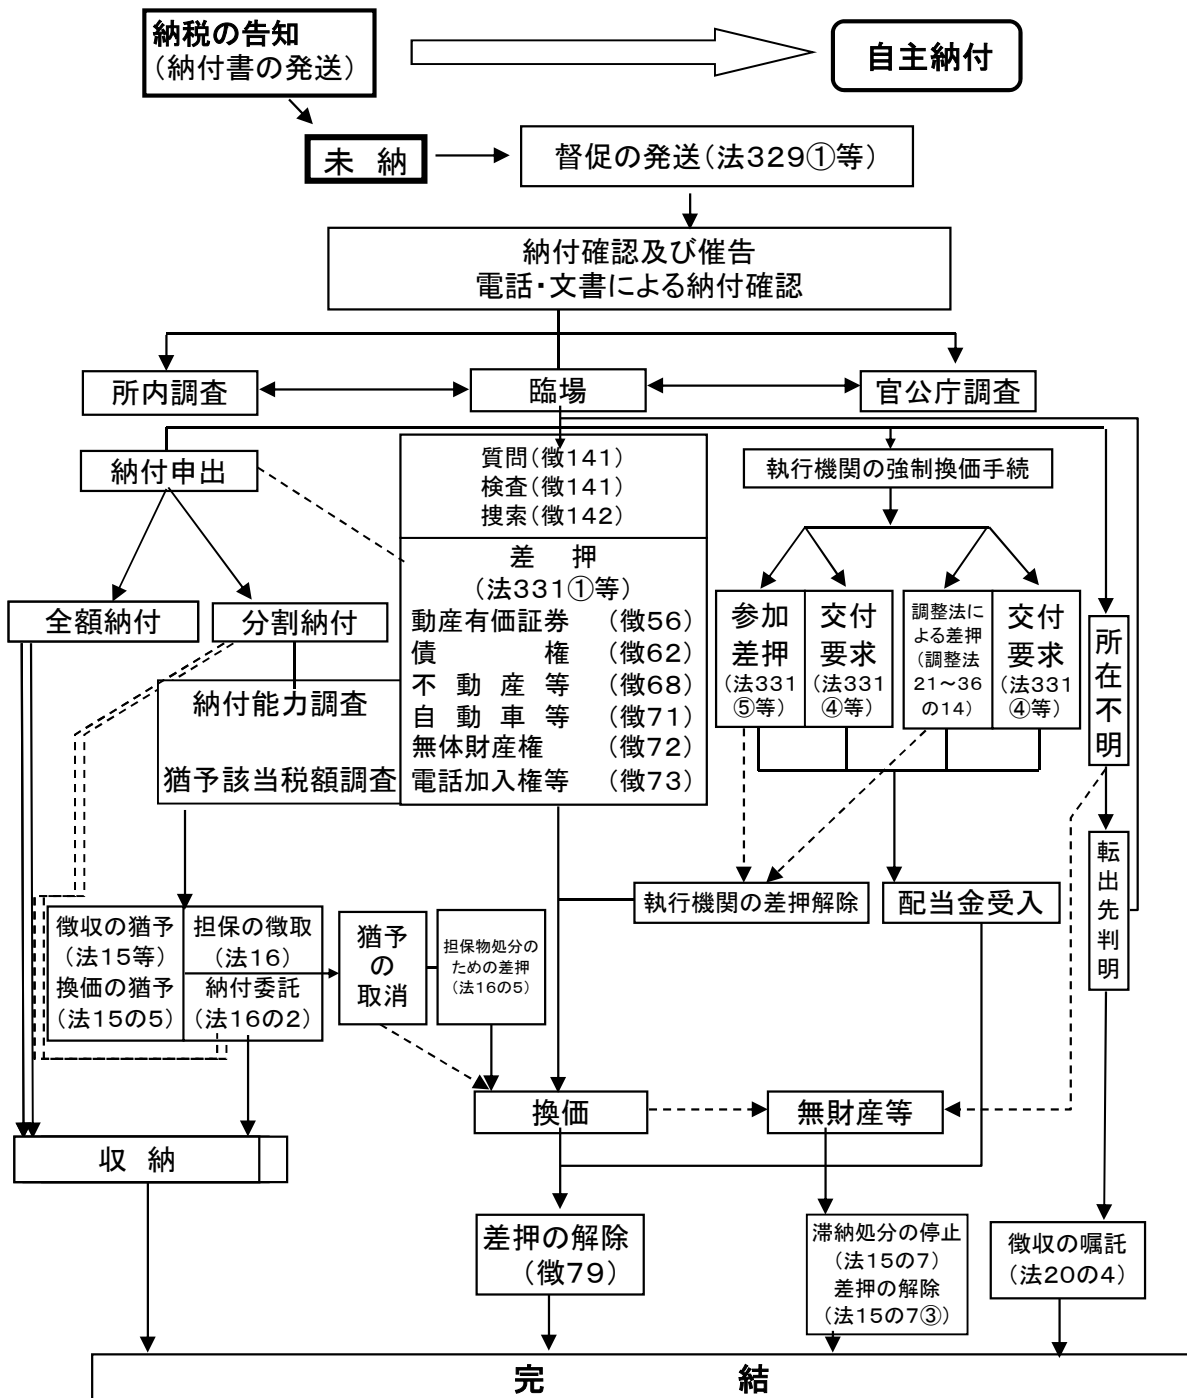 納税の告知
(納付書の発送)
自主納付
未 納
督促の発送(法329①等)
納付確認及び催告
電話・文書による納付確認
所内調査
臨場
官公庁調査
納付申出
質問(徴141)
検査(徴141)
捜索(徴142)
執行機関の強制換価手続
差 押
(法331①等)
動産有価証券 (徴56)
債 権 (徴62)
不 動 産 等 (徴68)
自 動 車 等 (徴71)
無体財産権 (徴72)
電話加入権等 (徴73)
全額納付
分割納付
参加
差押
(法331
⑤等)
交付
要求
(法331
④等)
調整法に
よる差押
(調整法
21~36
の14)
交付
要求
(法331
④等)
所在不明
納付能力調査
猶予該当税額調査
転出先判明
執行機関の差押解除
配当金受入
徴収の猶予
(法15等)
換価の猶予
(法15の5)
担保の徴取
(法16)
納付委託
(法16の2)
猶予
の
取消
担保物処分の
ための差押
(法16の5)
換価
無財産等
収 納
差押の解除
(徴79)
滞納処分の停止
(法15の7)
差押の解除
(法15の7③)
徴収の嘱託
(法20の4)
完 結